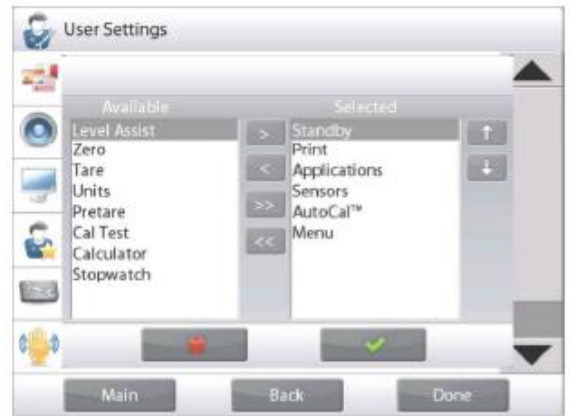 User Settings
Available
Selected
Level Assist
Zero
Tare
Units
Pretare
Cal Test
Calculator
Stopwatch
>
<
>>
<<
Standby
Print
Applications
Sensors
AutoCal™
Menu
Main
Back
Done